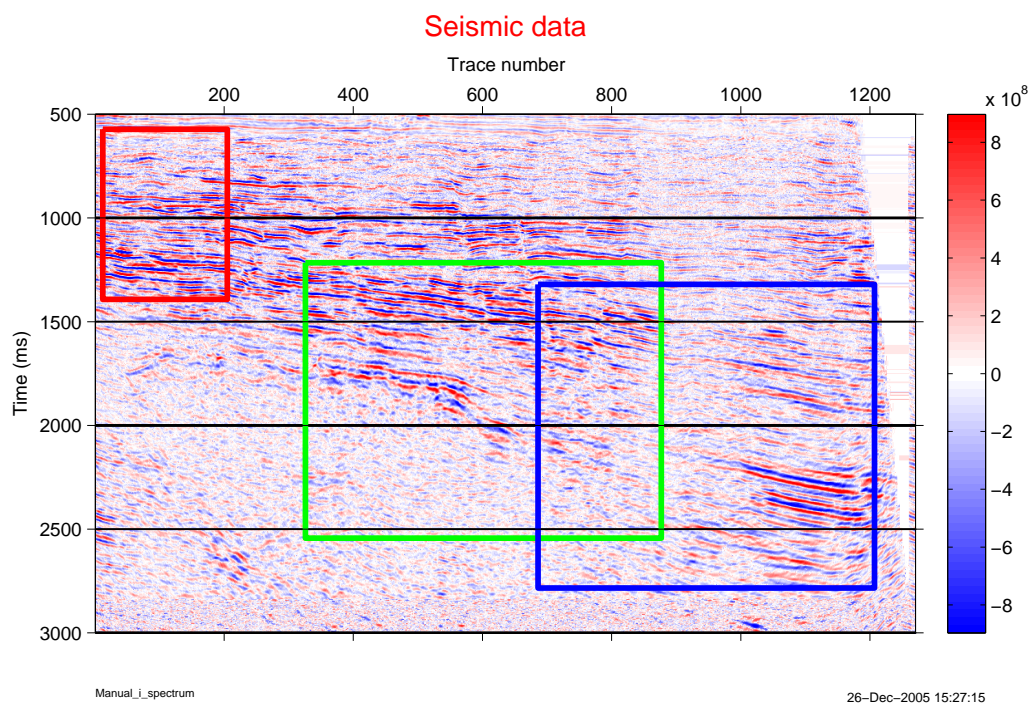 Seismic data
Trace number
200 400 600 800 1000 1200
x 10^8
500
1000
1500
2000
2500
3000
Time (ms)
8
6
4
2
0
−2
−4
−6
−8
Manual_i_spectrum
26−Dec−2005 15:27:15